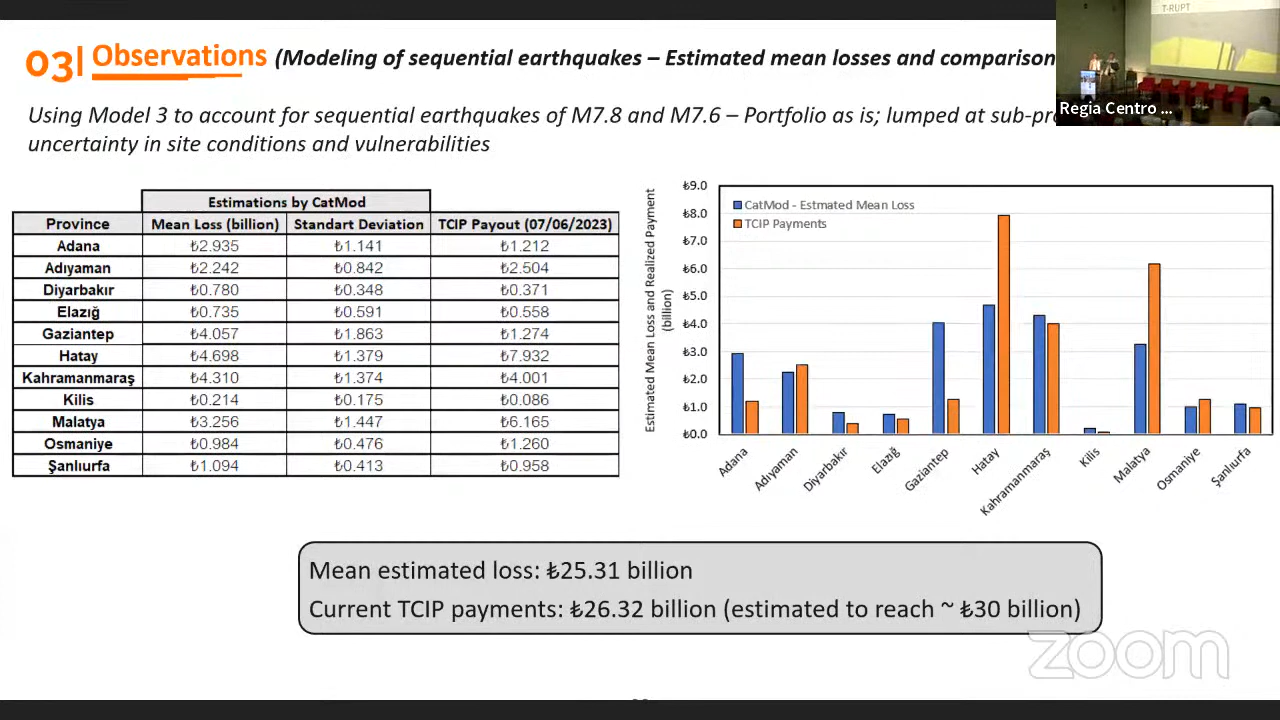 T-RUPT
03| Observations (Modeling of sequential earthquakes – Estimated mean losses and comparison
Regia Centro ...
Using Model 3 to account for sequential earthquakes of M7.8 and M7.6 – Portfolio as is; lumped at
uncertainty in site conditions and vulnerabilities
Estimations by CatMod
Province Mean Loss (billion) Standart Deviation TCIP Payout (07/06/2023)
Adana ₺2.935 ₺1.141 ₺1.212
Adıyaman ₺2.242 ₺0.842 ₺2.504
Diyarbakır ₺0.780 ₺0.348 ₺0.371
Elazığ ₺0.735 ₺0.591 ₺0.558
Gaziantep ₺4.057 ₺1.863 ₺1.274
Hatay ₺4.698 ₺1.379 ₺7.932
Kahramanmaraş ₺4.310 ₺1.374 ₺4.001
Kilis ₺0.214 ₺0.175 ₺0.086
Malatya ₺3.256 ₺1.447 ₺6.165
Osmaniye ₺0.984 ₺0.476 ₺1.260
Şanlıurfa ₺1.094 ₺0.413 ₺0.958
Estimated Mean Loss and Realized Payment
(billion)
₺9.0
₺8.0
₺7.0
₺6.0
₺5.0
₺4.0
₺3.0
₺2.0
₺1.0
₺0.0
CatMod - Estmated Mean Loss
TCIP Payments
Adana
Adıyaman
Diyarbakır
Elazığ
Gaziantep
Hatay
Kahramanmaraş
Kilis
Malatya
Osmaniye
Şanlıurfa
Mean estimated loss: ₺25.31 billion
Current TCIP payments: ₺26.32 billion (estimated to reach ~ ₺30 billion)
zoom